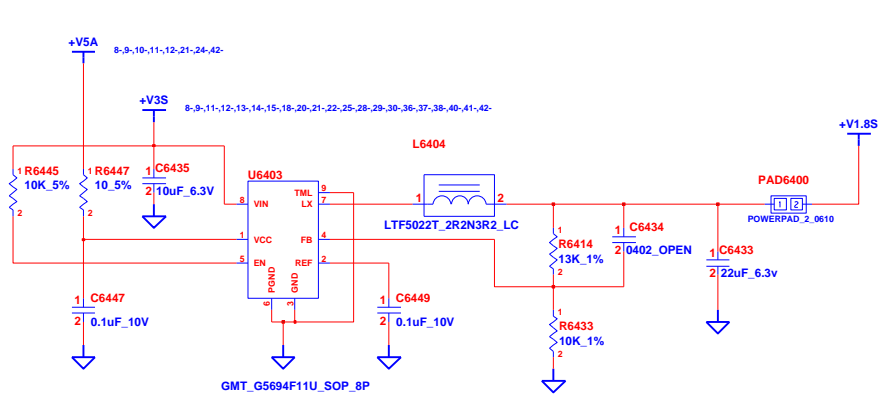 +V5A
8-,9-,10-,11-,12-,21-,24-,42-
+V3S
8-,9-,11-,12-,13-,14-,15-,18-,20-,21-,22-,25-,28-,29-,30-,36-,37-,38-,40-,41-,42-
+V1.8S
L6404
1
R6445
10K_5%
2
1
R6447
10_5%
2
1
C6435
2
10uF_6.3V
U6403
8
VIN
1
VCC
5
EN
TML
9
LX
7
FB
4
REF
2
PGND
6
GND
3
GMT_G5694F11U_SOP_8P
1
2
LTF5022T_2R2N3R2_LC
1
R6414
13K_1%
2
1
C6434
2
0402_OPEN
1
C6433
2
22uF_6.3v
PAD6400
1
2
POWERPAD_2_0610
1
C6447
2
0.1uF_10V
1
C6449
2
0.1uF_10V
1
R6433
10K_1%
2